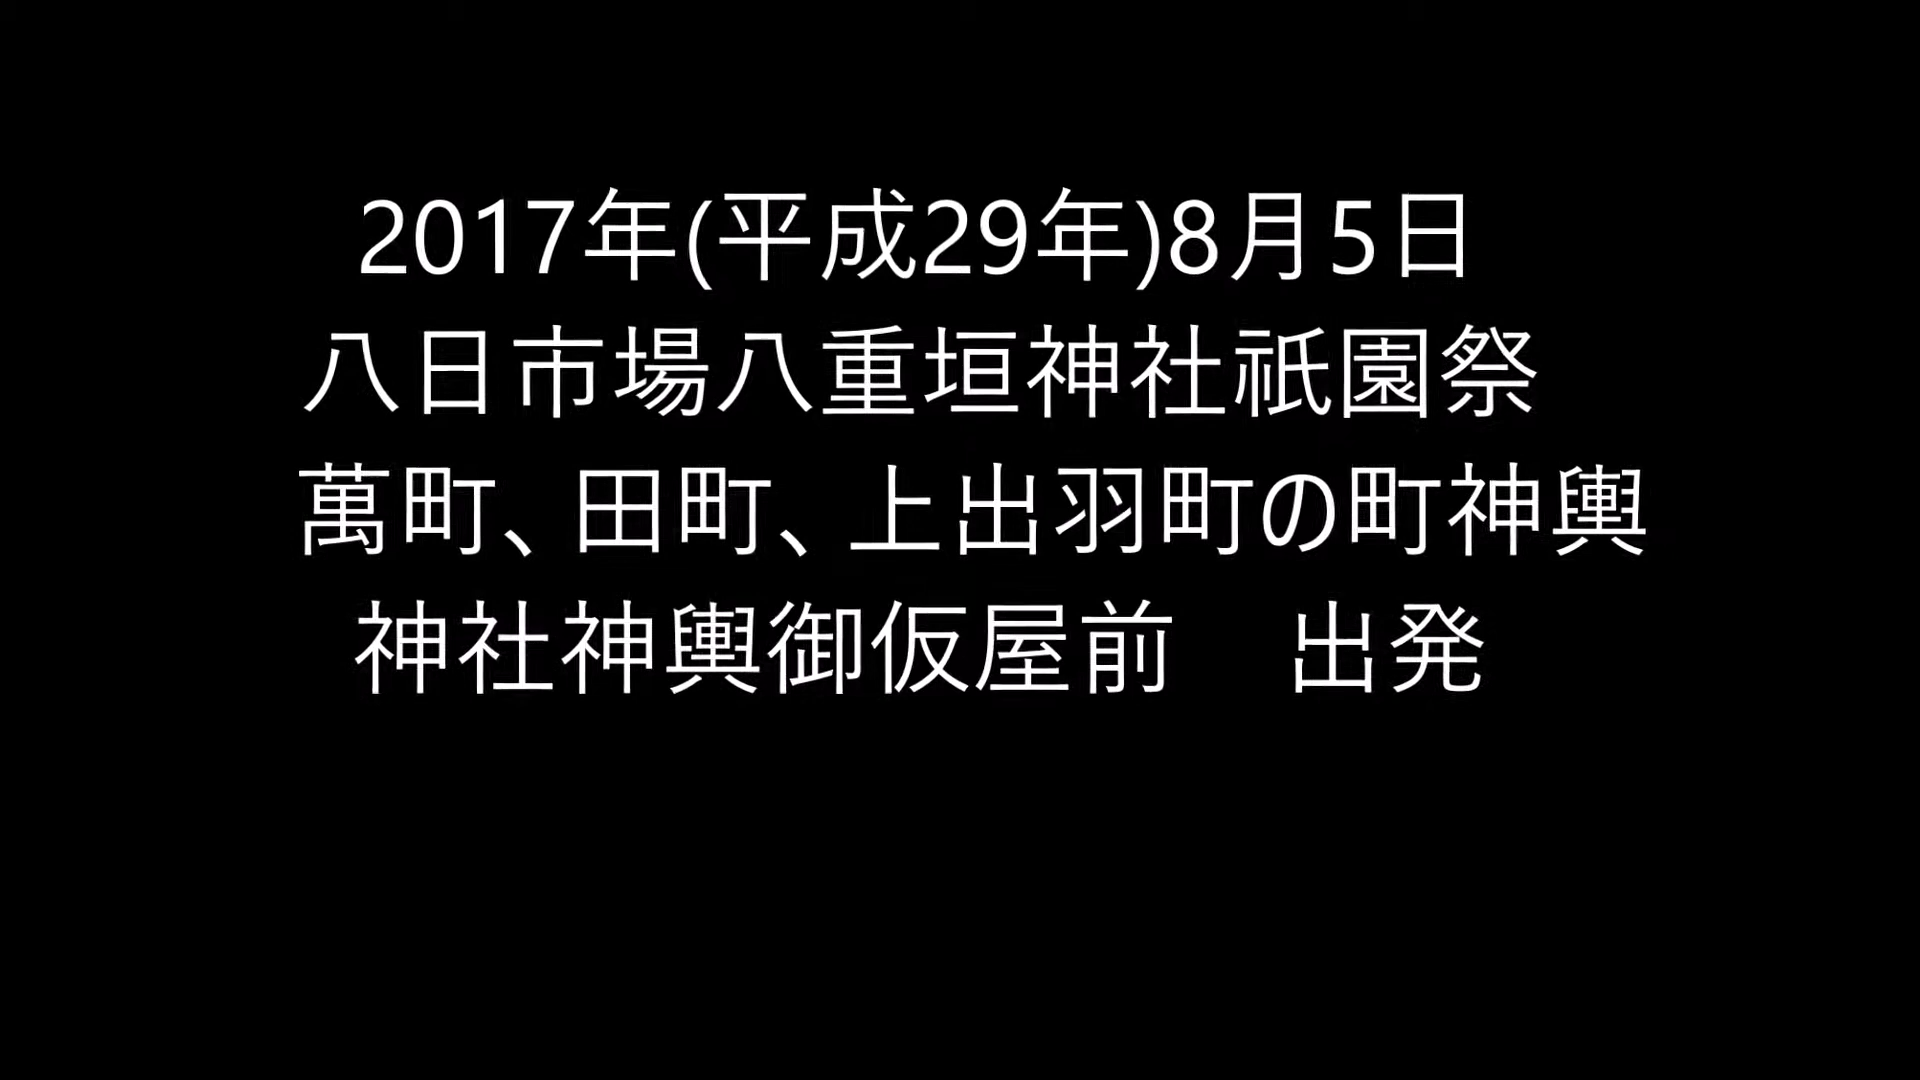 2017年(平成29年)8月5日
八日市場八重垣神社祇園祭
萬町、田町、上出羽町の町神輿
神社神輿御仮屋前　出発